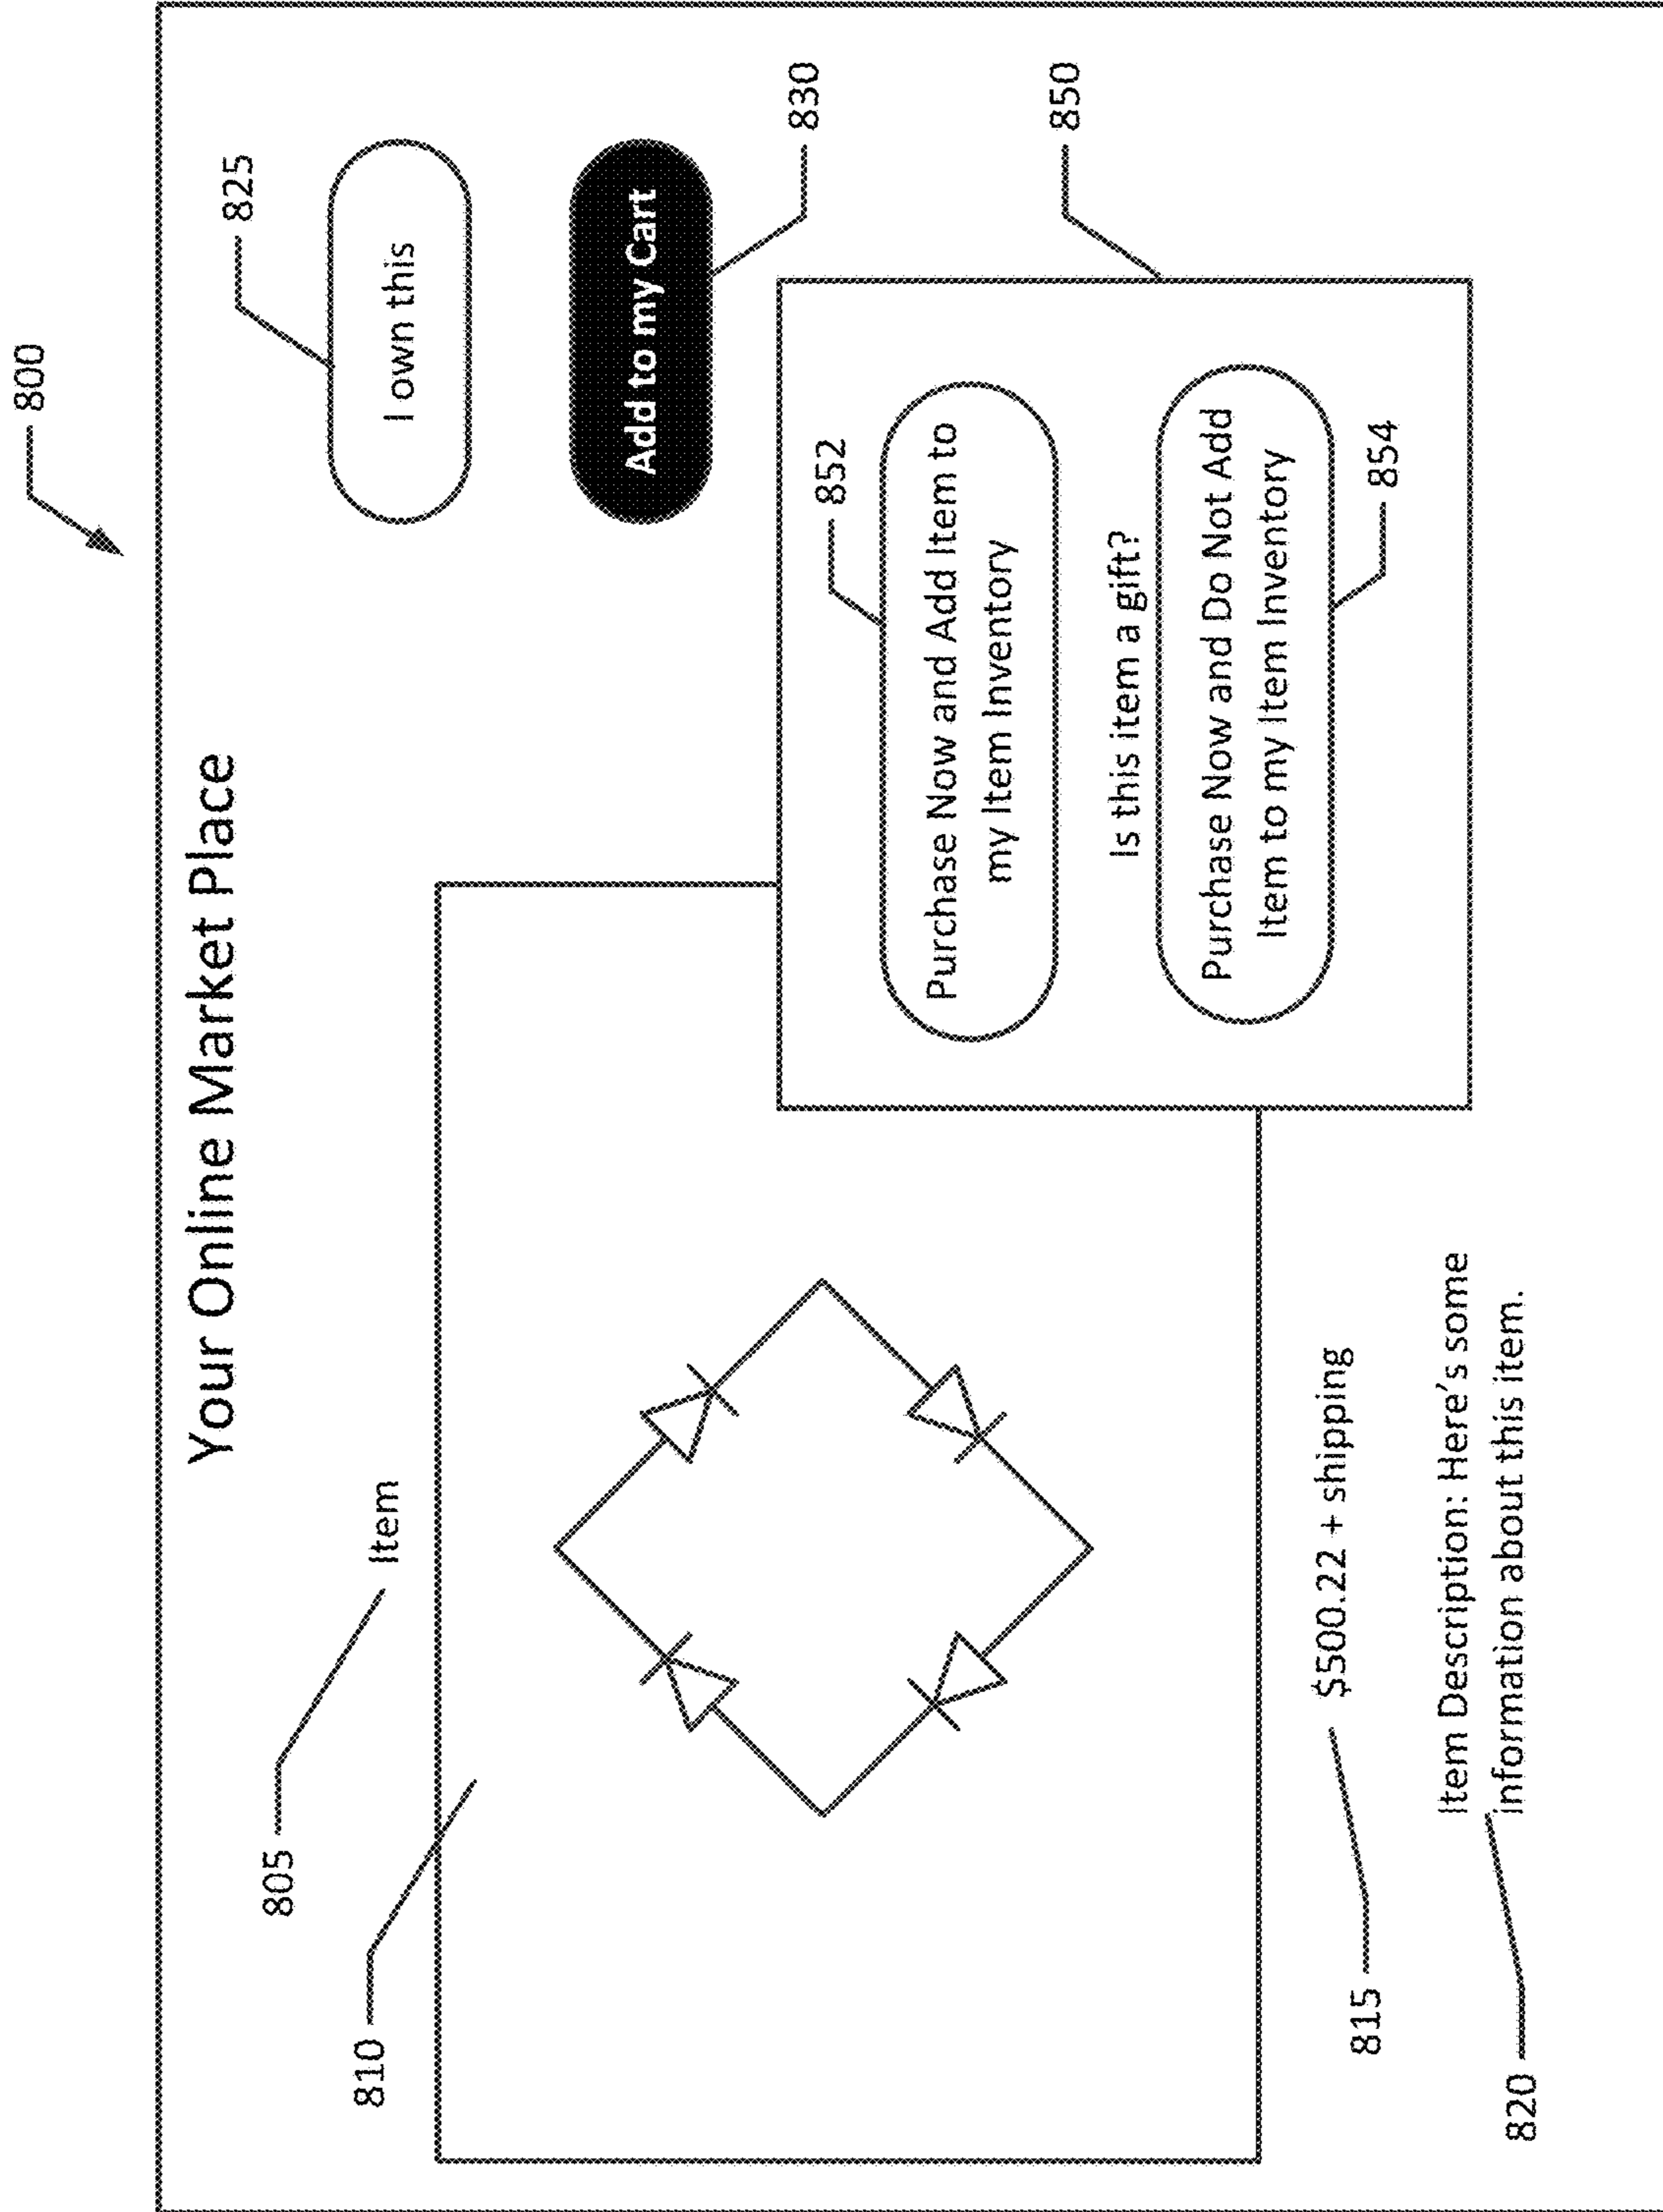 800
Your Online Market Place
805
Item
825
I own this
810
Add to my Cart
830
852
Purchase Now and Add Item to
my Item Inventory
850
Is this item a gift?
Purchase Now and Do Not Add
Item to my Item Inventory
854
815
$500.22 + shipping
820
Item Description: Here's some
information about this item.